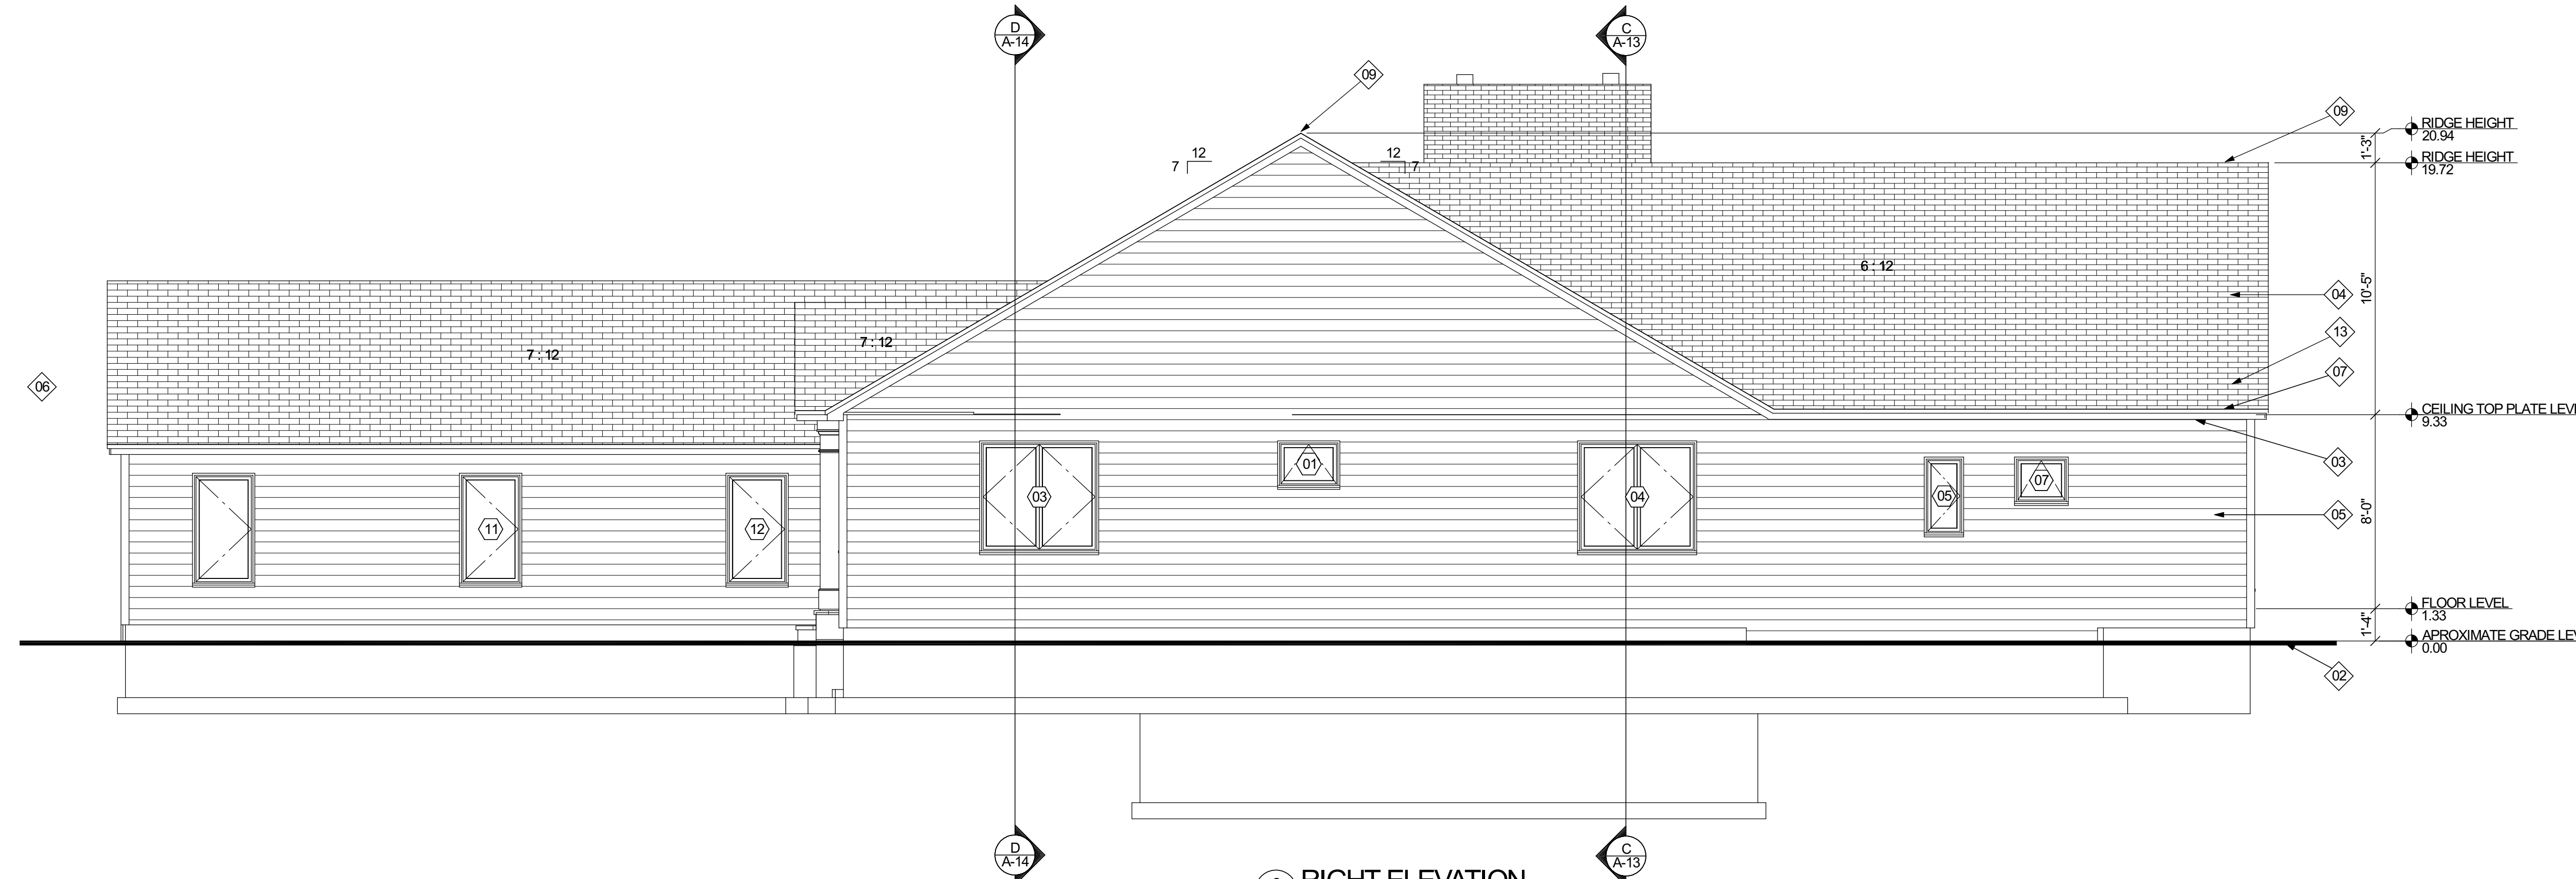 D
A-14
C
A-13
09
09
RIDGE HEIGHT
20.94
1'-3"
RIDGE HEIGHT
19.72
12
7
12
7
6 : 12
10'-5"
04
13
7 : 12
7 : 12
06
07
CEILING TOP PLATE
9.33
03
01
03
04
05
07
11
12
05
8'-0"
FLOOR LEVEL
1.33
1'-4"
APROXIMATE GRADE
0.00
02
D
A-14
C
A-13
RIGHT ELEVATION